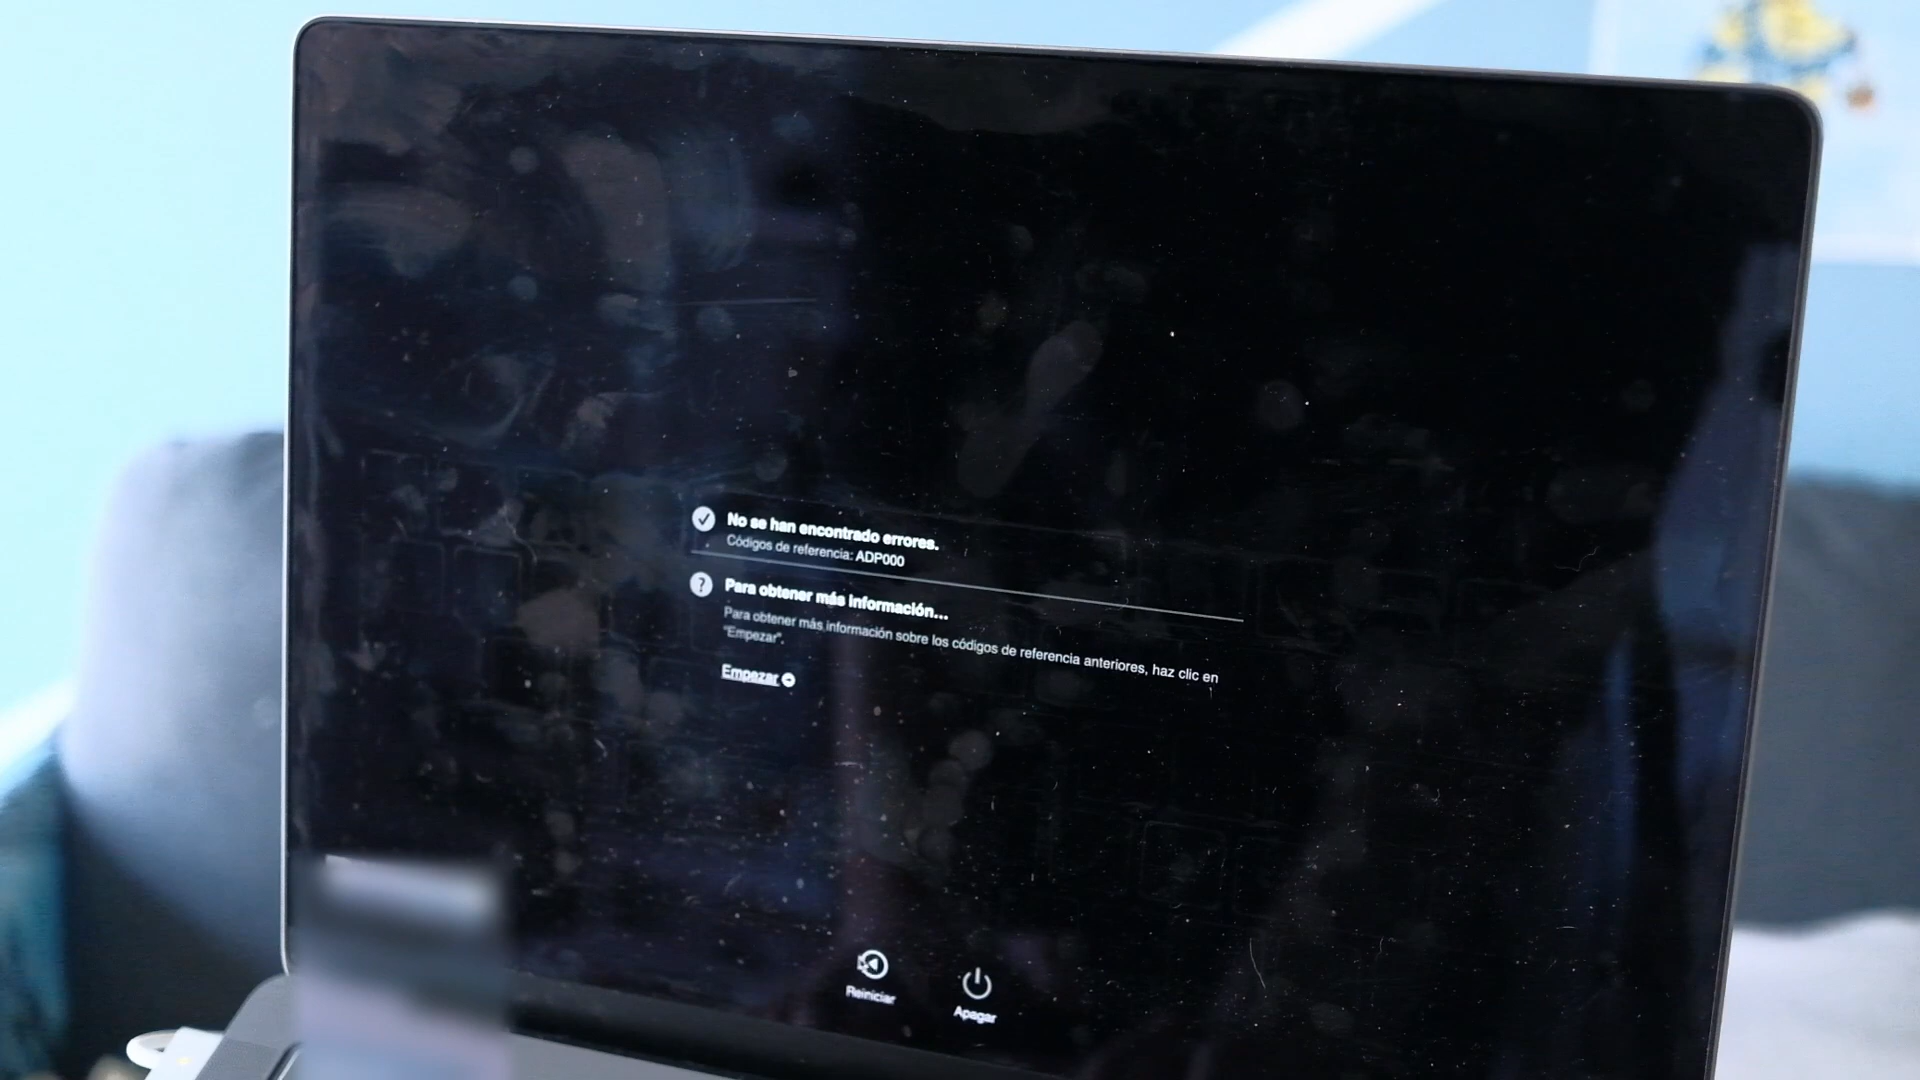 No se han encontrado errores.
Códigos de referencia: ADP000
Para obtener más información...
Para obtener más información sobre los códigos de referencia anteriores, haz clic en
"Empezar".
Empezar
Reiniciar
Apagar